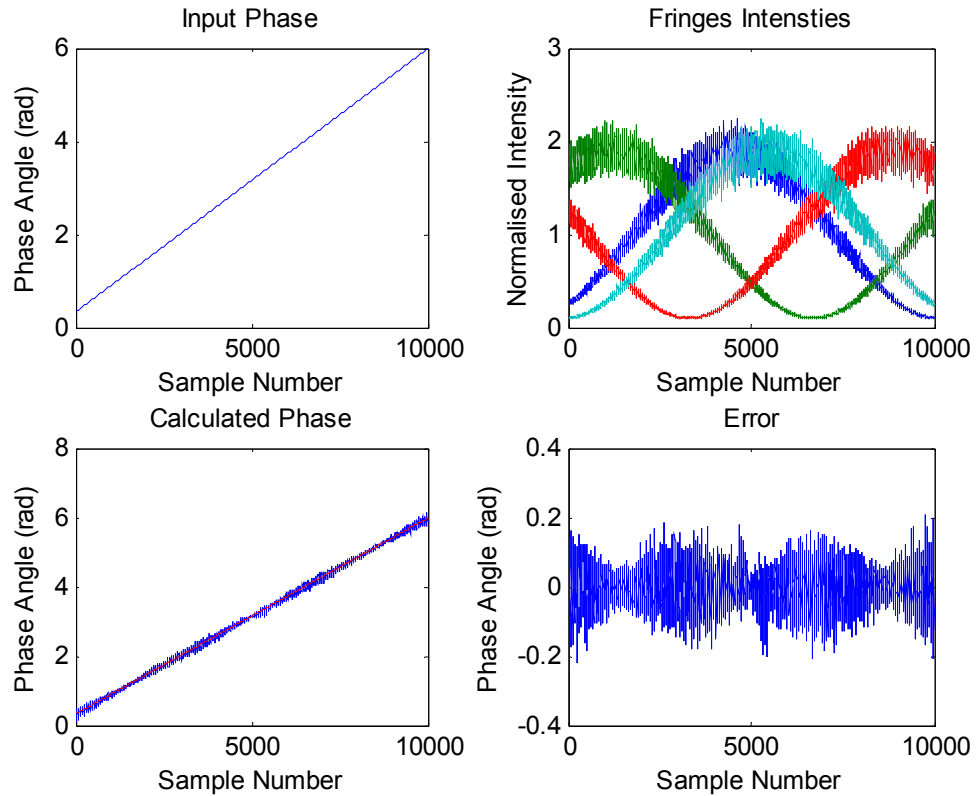 Input Phase
Phase Angle (rad)
6
4
2
0
0
5000
10000
Sample Number
Fringes Intensties
Normalised Intensity
3
2
1
0
0
5000
10000
Sample Number
Calculated Phase
Phase Angle (rad)
8
6
4
2
0
0
5000
10000
Sample Number
Error
Phase Angle (rad)
0.4
0.2
0
-0.2
-0.4
0
5000
10000
Sample Number